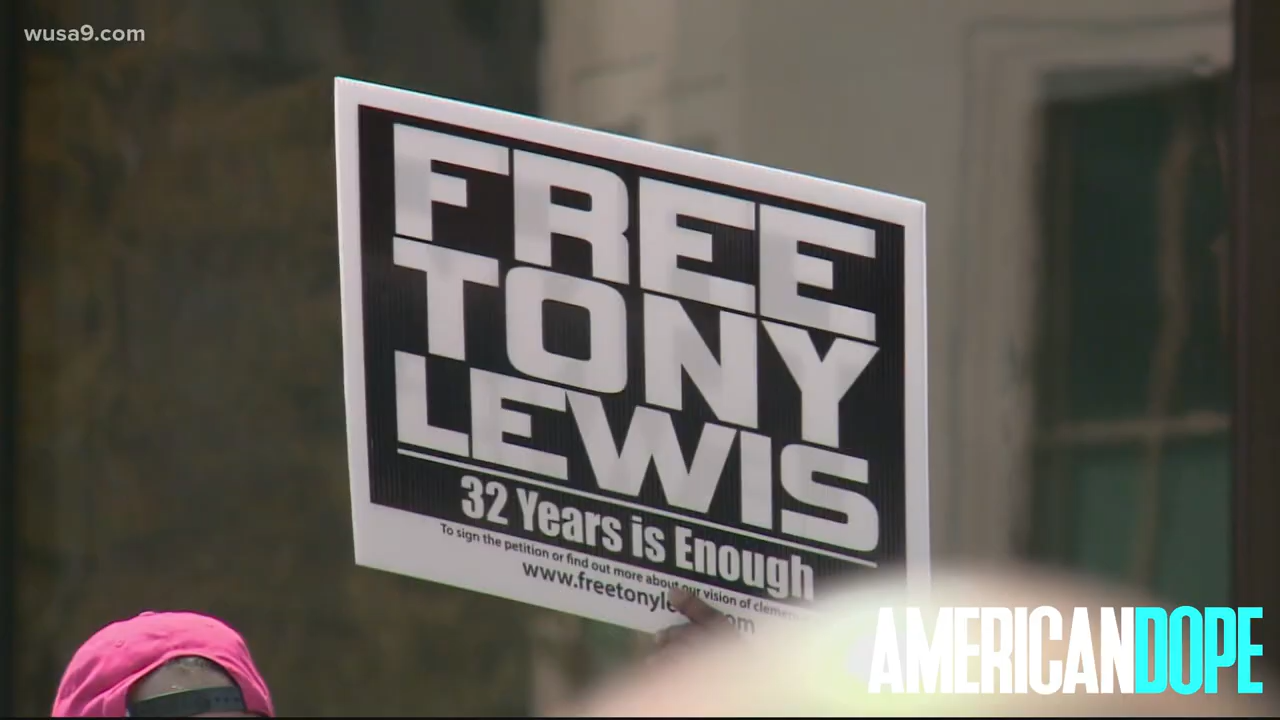 wusa9.com
FREE
TONY
LEWIS
32 Years is Enough
To sign the petition or find out more about our vision of
www.freetonyle om
AMERICANDOPE